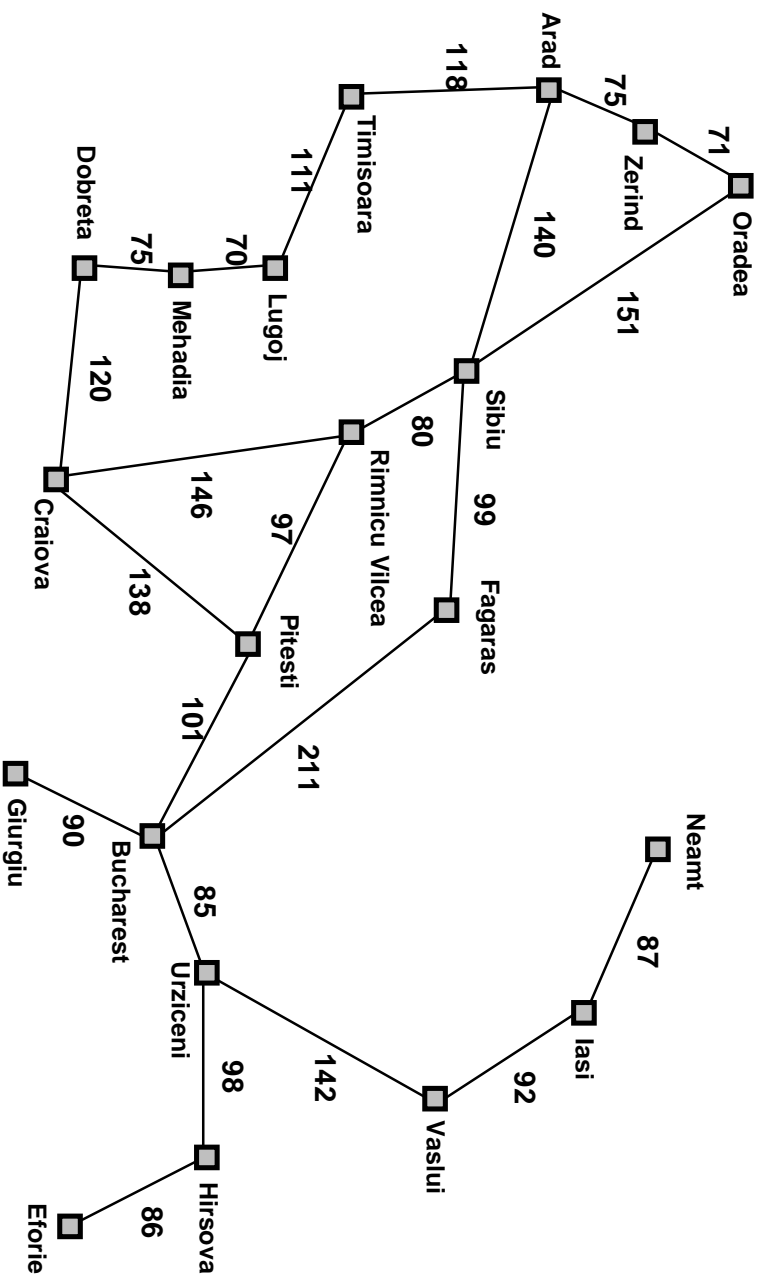 Oradea
71
Zerind
75
Arad
151
140
118
Timisoara
111
Lugoj
70
Mehadia
75
Dobreta
120
Sibiu
99
Fagaras
80
Rimnicu Vilcea
146
97
Craiova
138
Pitesti
211
101
Bucharest
90
Giurgiu
85
Urziceni
Neamt
87
Iasi
92
Vaslui
142
98
Hirsova
86
Eforie